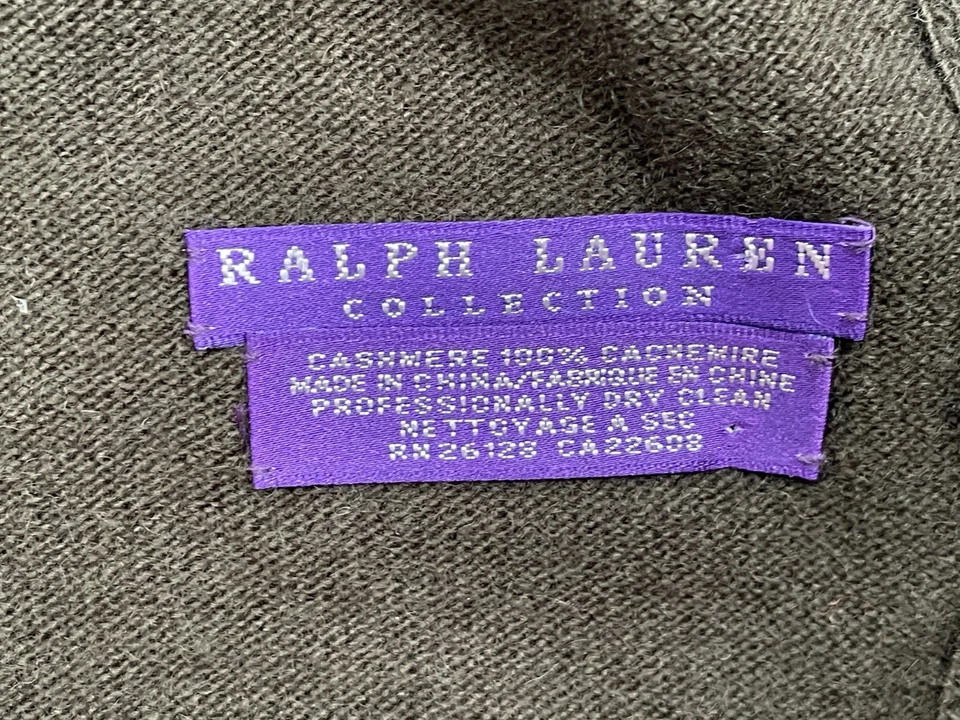 RALPH LAUREN
COLLECTION
CASHMERE 100% CACHEMIRE
MADE IN CHINA/FABRIQUE EN CHINE
PROFESSIONALLY DRY CLEAN
NETTOYAGE A SEC
RN 26128 CA22608